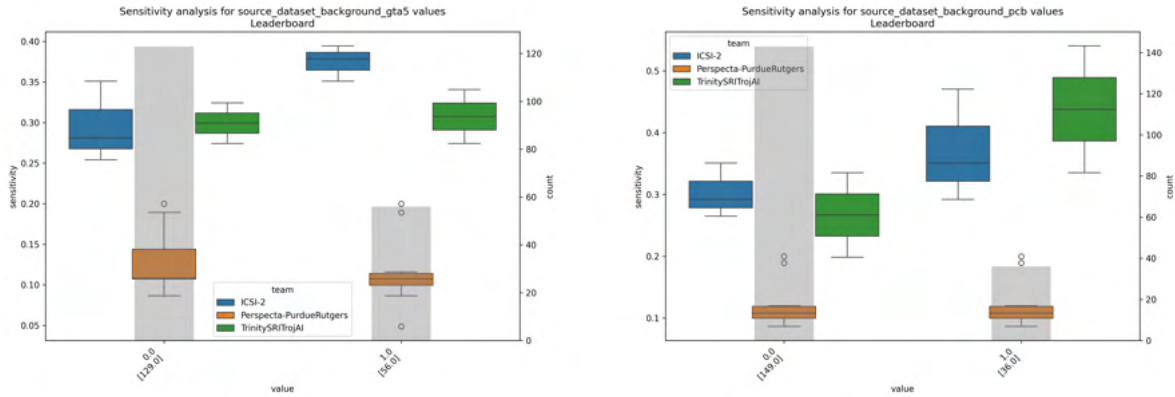 Sensitivity analysis for source_dataset_background_gta5 values
Leaderboard
0.40
0.35
0.30
0.25
0.20
0.15
0.10
0.05
sensitivity
120
100
80
60
40
20
0
count
team
ICSI-2
Perspecta-PurdueRutgers
TrinitySRITrojAI
0.0
[129.0]
1.0
[56.0]
value
Sensitivity analysis for source_dataset_background_pcb values
Leaderboard
team
ICSI-2
Perspecta-PurdueRutgers
TrinitySRITrojAI
0.5
0.4
0.3
0.2
0.1
sensitivity
140
120
100
80
60
40
20
0
count
0.0
[149.0]
1.0
[36.0]
value